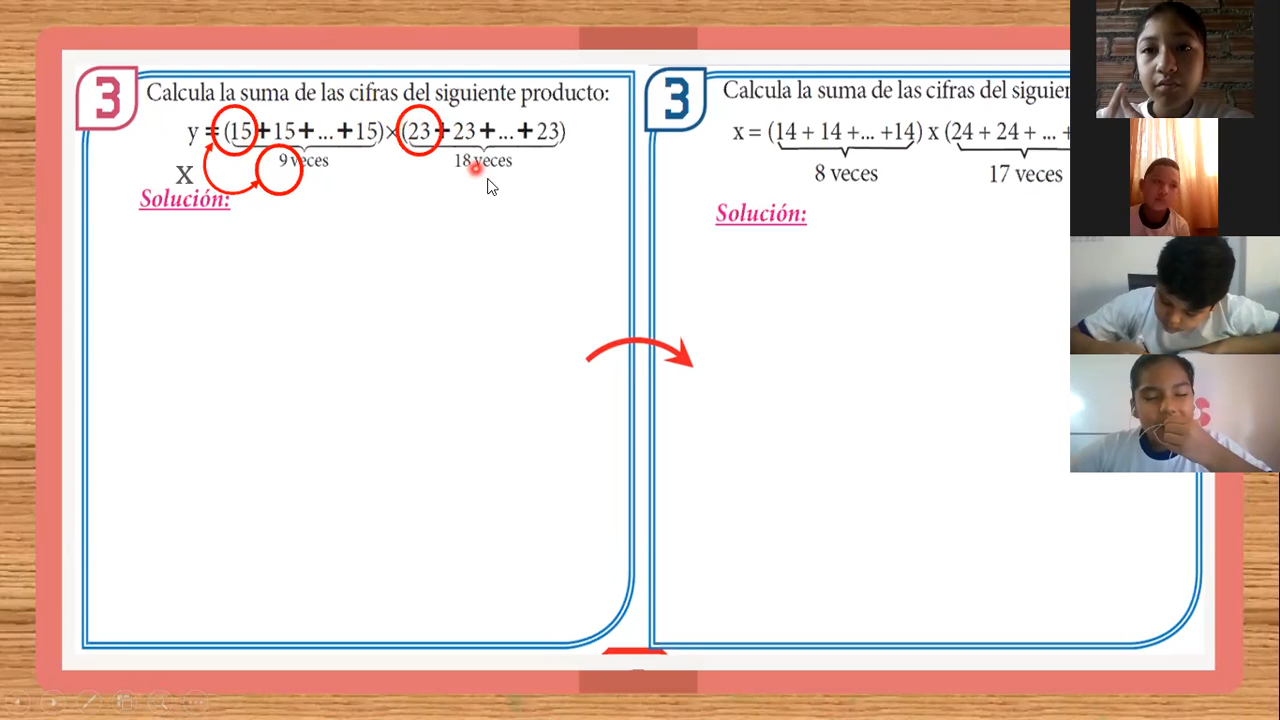 3
Calcula la suma de las cifras del siguiente producto:
y = (15 + 15 + ... + 15) × (23 + 23 + ... + 23)
9 veces
18 veces
X
Solución:
3
Calcula la suma de las cifras del siguien
x = (14 + 14 +... +14) x (24 + 24 + ... +
8 veces
17 veces
Solución: